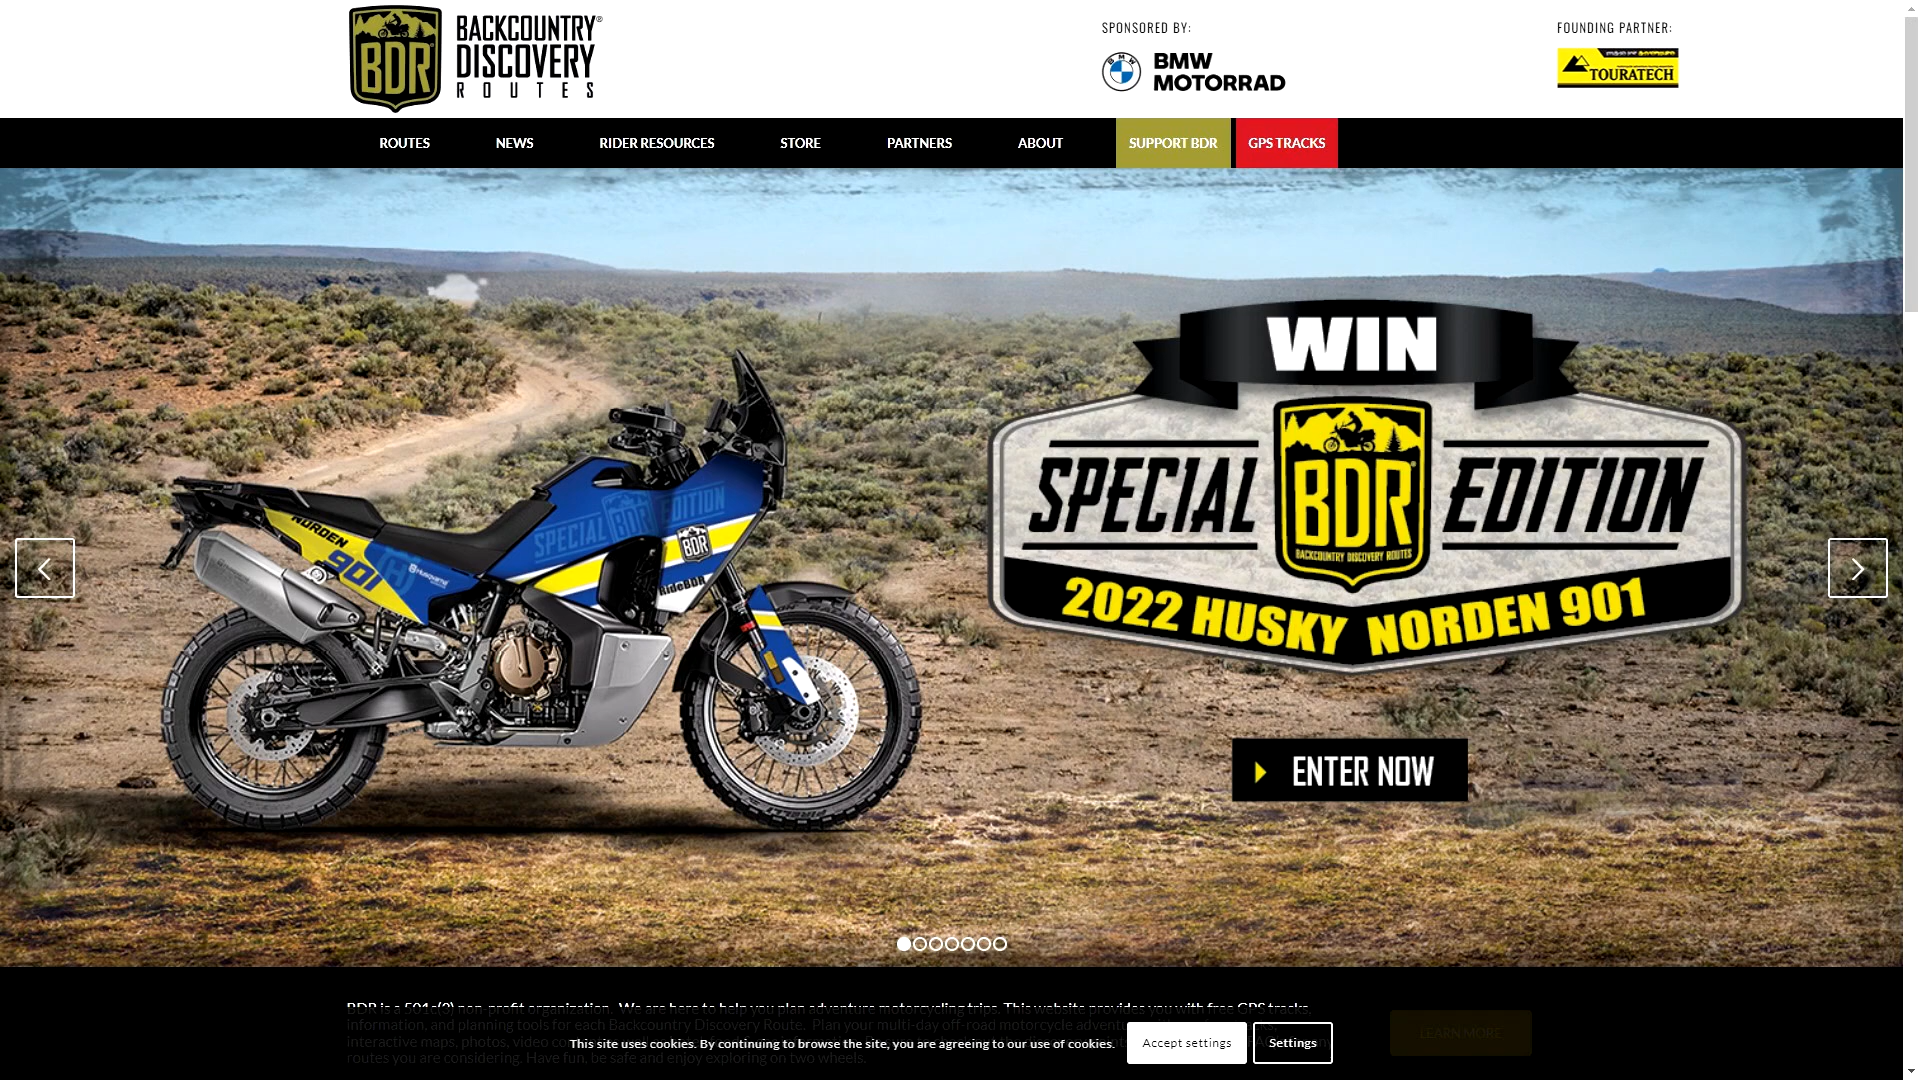 BACKCOUNTRY®
DISCOVERY
ROUTES
BDR
SPONSORED BY:
BMW
MOTORRAD
FOUNDING PARTNER:
TOURATECH
ROUTES
NEWS
RIDER RESOURCES
STORE
PARTNERS
ABOUT
SUPPORT BDR
GPS TRACKS
WIN
SPECIAL BDR EDITION
BACKCOUNTRY DISCOVERY ROUTES
2022 HUSKY NORDEN 901
SPECIAL BDR EDITION
BDR
RideBDR
NORDEN
901
Husqvarna
PIRELLI
ENTER NOW
BDR is a 501c(3) non-profit organization. We are here to help you plan adventure motorcycling trips. This website provides you with free GPS tracks,
information, and planning tools for each Backcountry Discovery Route. Plan your multi-day off-road motorcycle
interactive maps, photos, video
routes you are considering. Have fun, be safe and enjoy exploring on two wheels.
LEARN MORE
This site uses cookies. By continuing to browse the site, you are agreeing to our use of cookies.
Accept settings
Settings